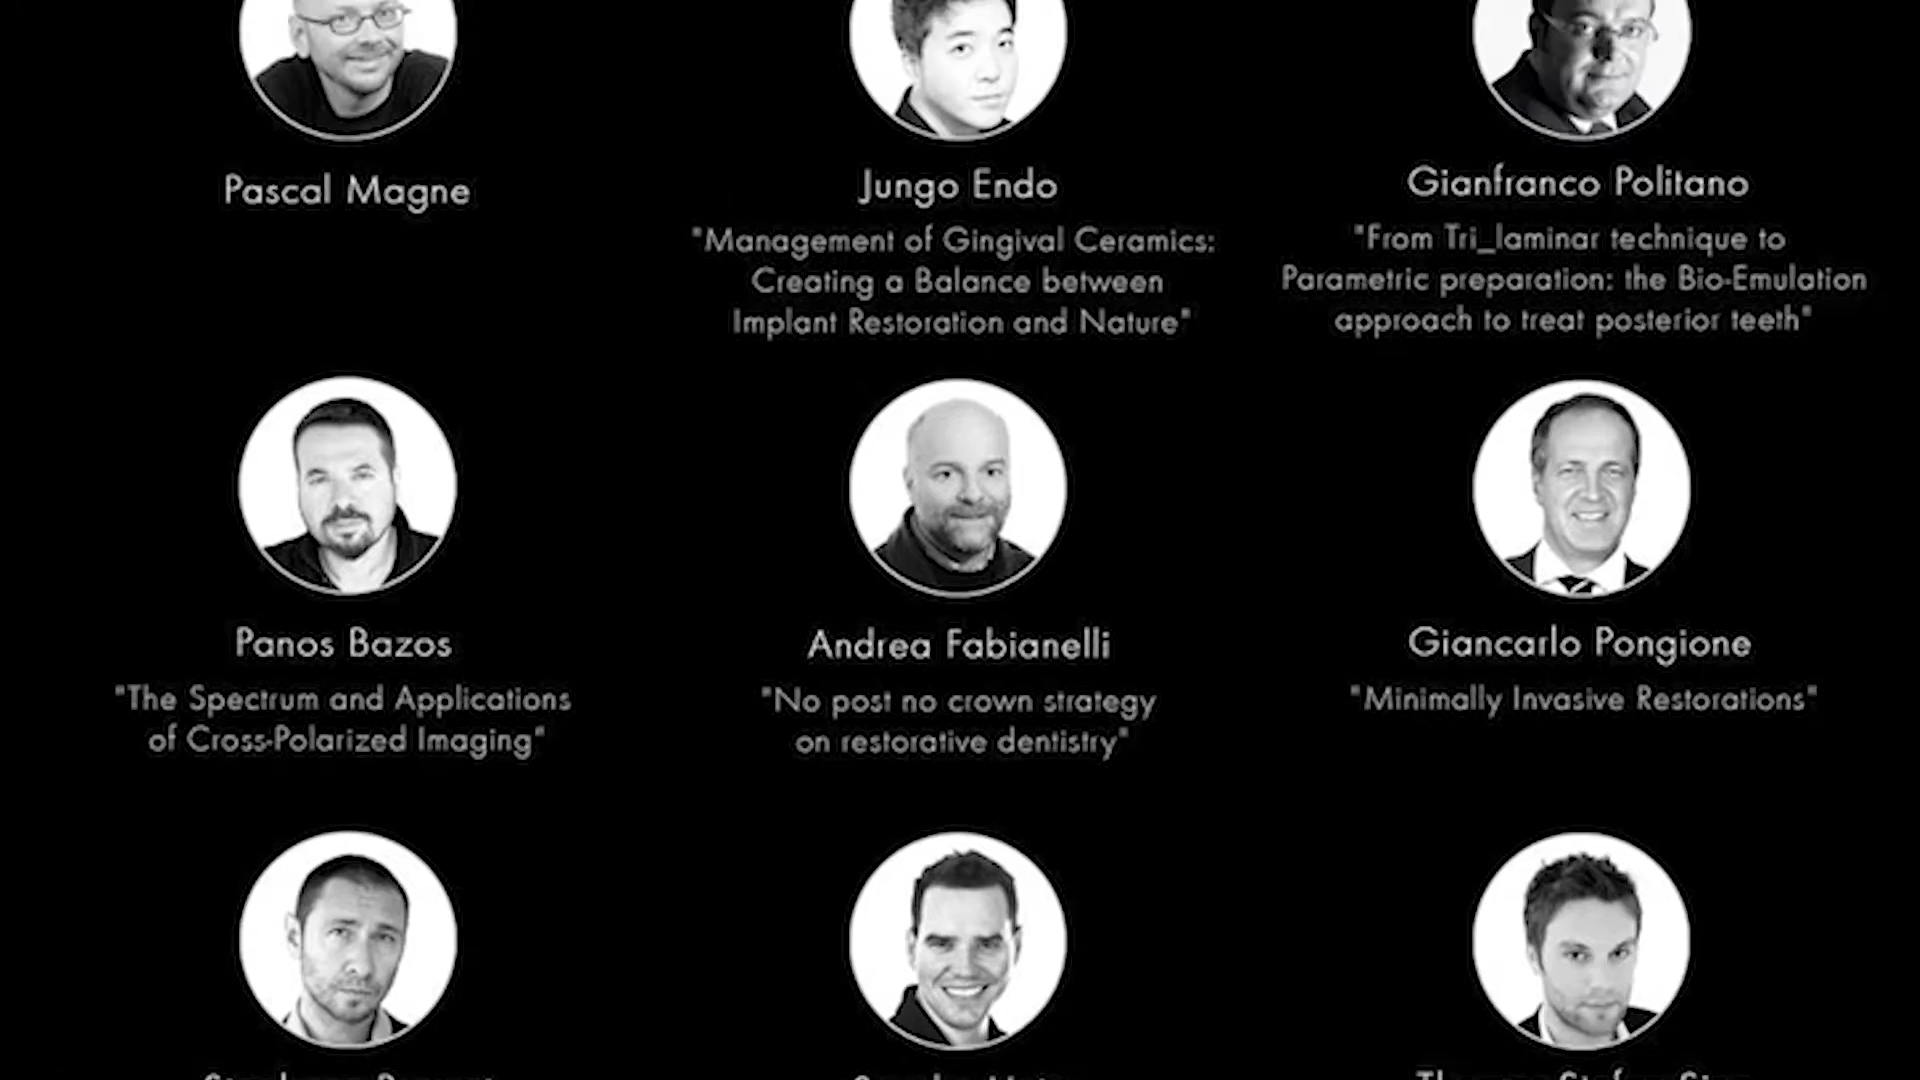 Pascal Magne
Jungo Endo
"Management of Gingival Ceramics:
Creating a Balance between
Implant Restoration and Nature"
Gianfranco Politano
"From Tri_laminar technique to
Parametric preparation: the Bio-Emulation
approach to treat posterior teeth"
Panos Bazos
"The Spectrum and Applications
of Cross-Polarized Imaging"
Andrea Fabianelli
"No post no crown strategy
on restorative dentistry"
Giancarlo Pongione
"Minimally Invasive Restorations"